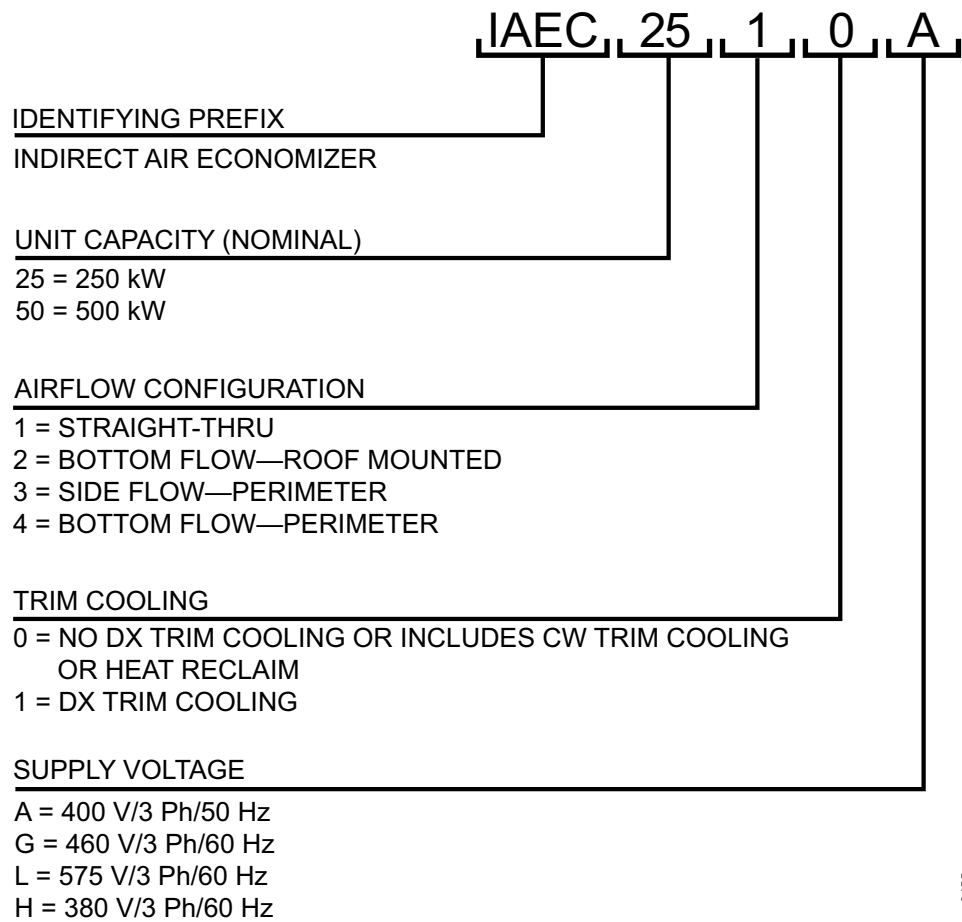 IAEC 25 1 0 A
IDENTIFYING PREFIX
INDIRECT AIR ECONOMIZER
UNIT CAPACITY (NOMINAL)
25 = 250 kW
50 = 500 kW
AIRFLOW CONFIGURATION
1 = STRAIGHT-THRU
2 = BOTTOM FLOW—ROOF MOUNTED
3 = SIDE FLOW—PERIMETER
4 = BOTTOM FLOW—PERIMETER
TRIM COOLING
0 = NO DX TRIM COOLING OR INCLUDES CW TRIM COOLING
OR HEAT RECLAIM
1 = DX TRIM COOLING
SUPPLY VOLTAGE
A = 400 V/3 Ph/50 Hz
G = 460 V/3 Ph/60 Hz
L = 575 V/3 Ph/60 Hz
H = 380 V/3 Ph/60 Hz